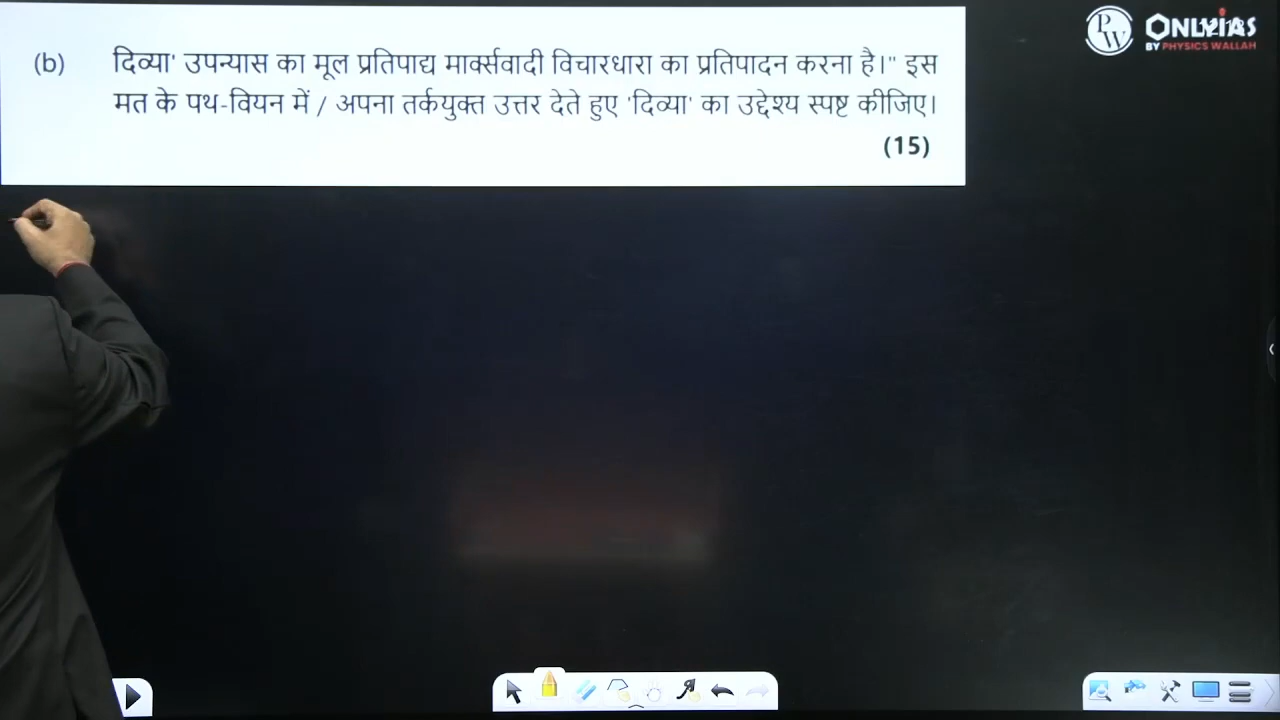 (b) दिव्या' उपन्यास का मूल प्रतिपाद्य मार्क्सवादी विचारधारा का प्रतिपादन करना है।" इस
मत के पथ-वियन में / अपना तर्कयुक्त उत्तर देते हुए 'दिव्या' का उद्देश्य स्पष्ट कीजिए।
(15)
PW
ONLYIAS
BY PHYSICS WALLAH